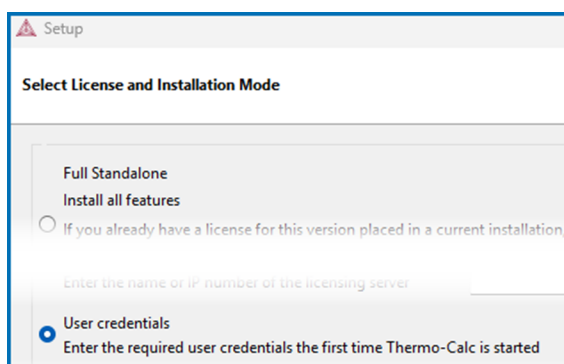 Setup
Select License and Installation Mode
Full Standalone
Install all features
If you already have a license for this version placed in a current installation,
Enter the name or IP number of the licensing server
User credentials
Enter the required user credentials the first time Thermo-Calc is started